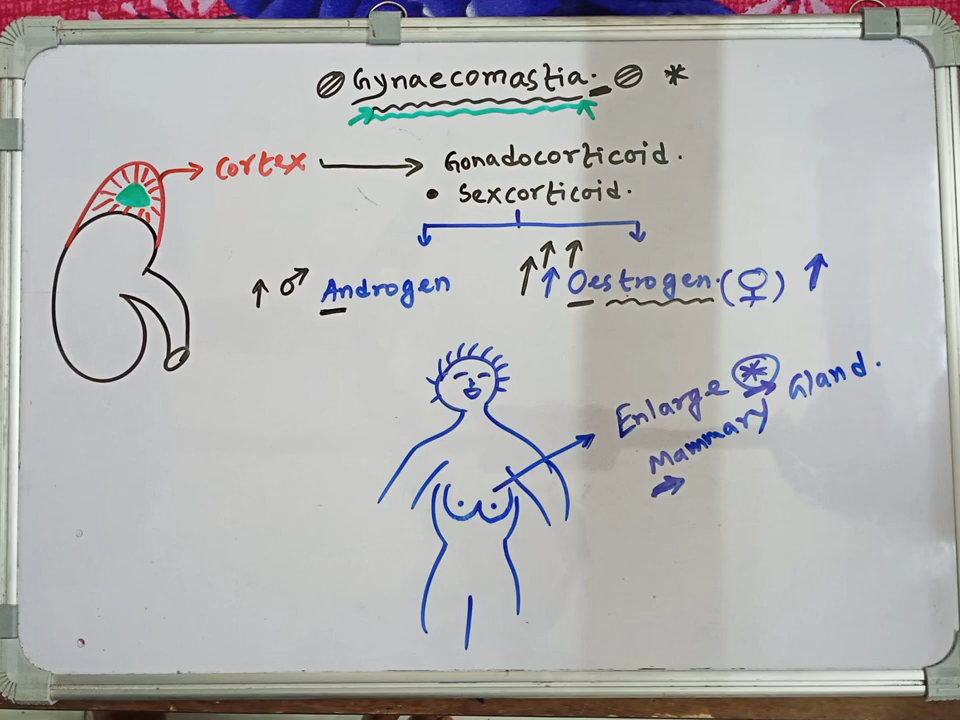 Gynaecomastia. *
Cortex → Gonadocorticoid.
• Sexcorticoid.
↑ ♂ Androgen ↑↑↑↑ Oestrogen. (♀) ↑
Enlarge *
Mammary Gland.